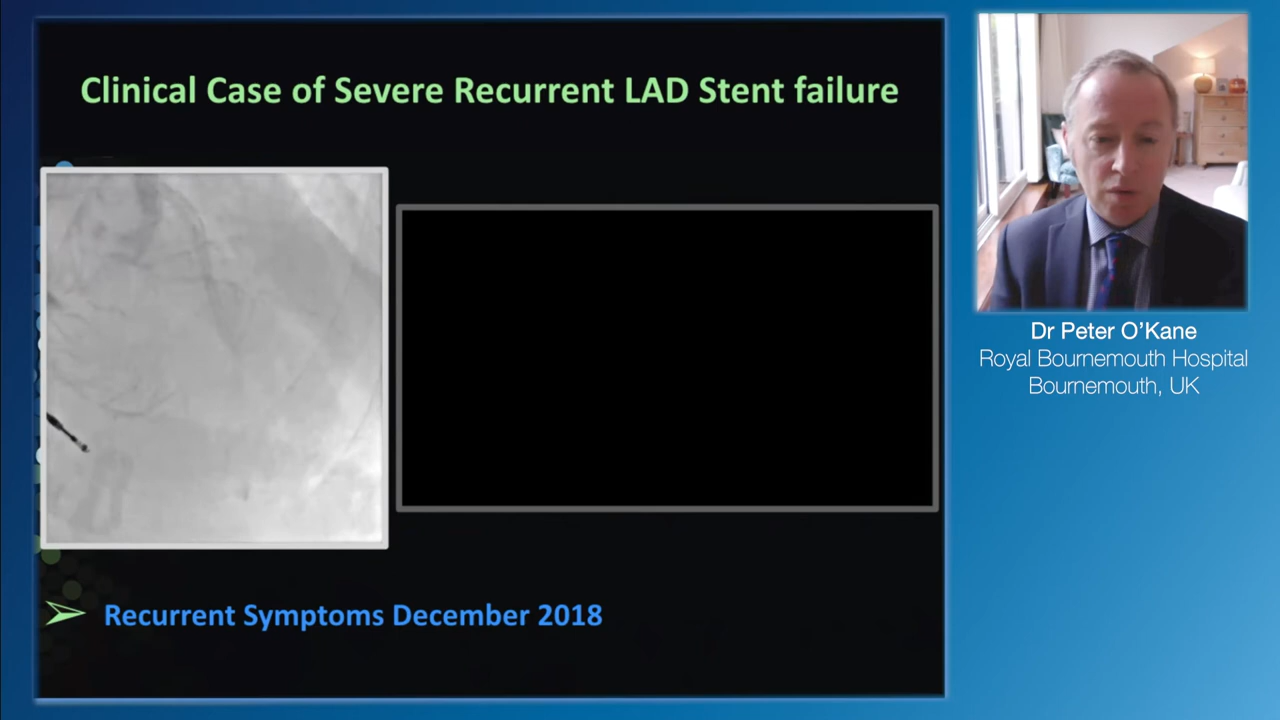 Clinical Case of Severe Recurrent LAD Stent failure
Recurrent Symptoms December 2018
Dr Peter O’Kane
Royal Bournemouth Hospital
Bournemouth, UK